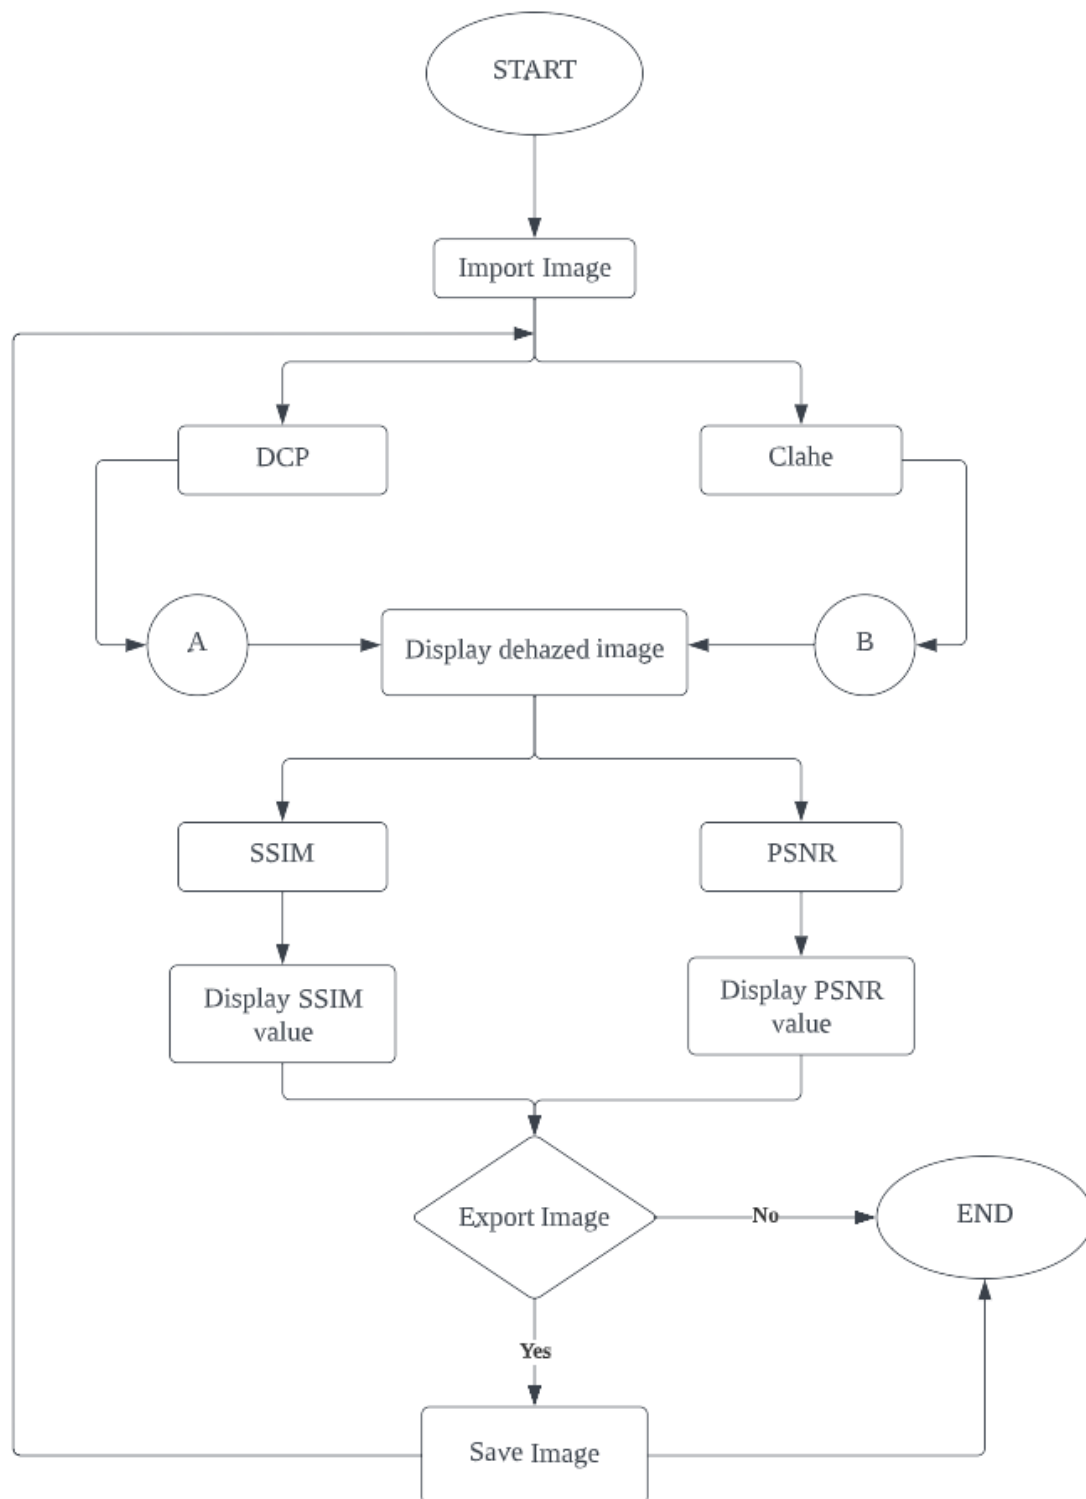 START
Import Image
DCP
Clahe
A
Display dehazed image
B
SSIM
PSNR
Display SSIM
value
Display PSNR
value
Export Image
No
END
Yes
Save Image